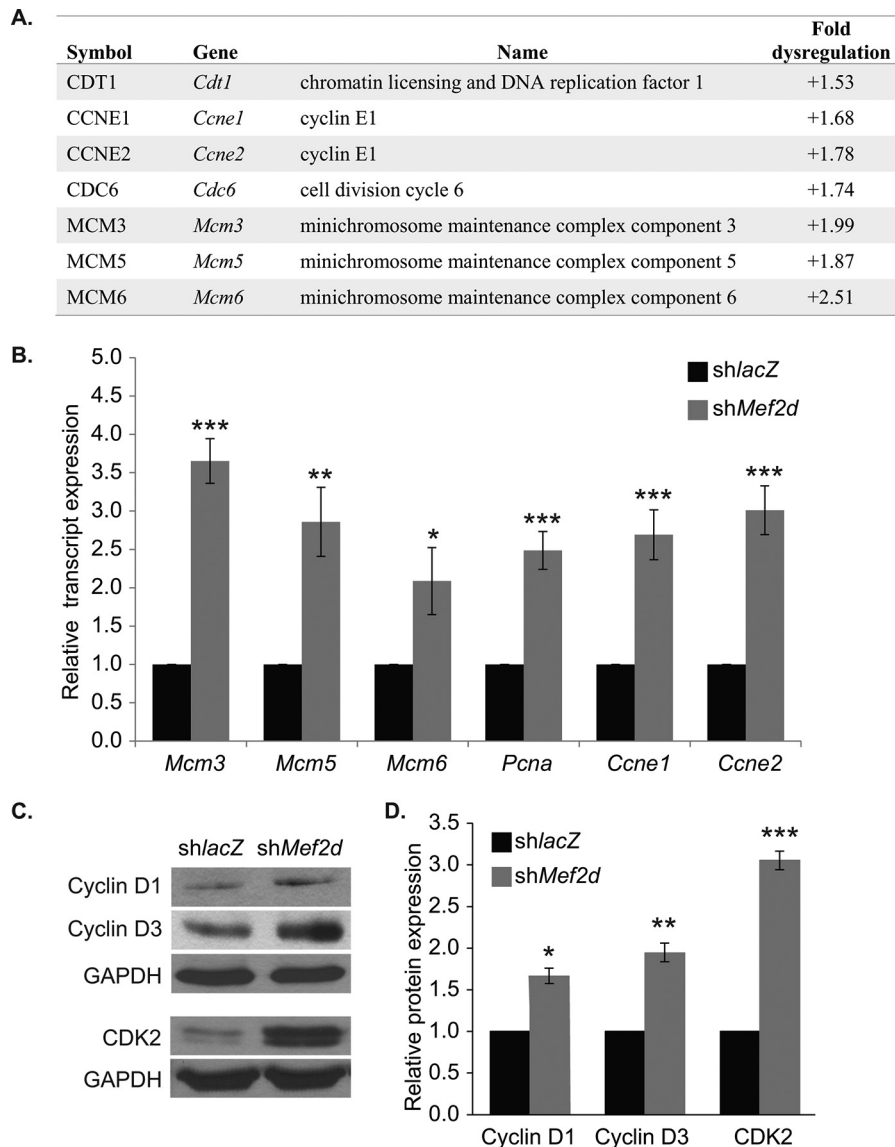 A.
Symbol Gene Name Fold dysregulation
CDT1 Cdt1 chromatin licensing and DNA replication factor 1 +1.53
CCNE1 Ccne1 cyclin E1 +1.68
CCNE2 Ccne2 cyclin E1 +1.78
CDC6 Cdc6 cell division cycle 6 +1.74
MCM3 Mcm3 minichromosome maintenance complex component 3 +1.99
MCM5 Mcm5 minichromosome maintenance complex component 5 +1.87
MCM6 Mcm6 minichromosome maintenance complex component 6 +2.51
B.
Relative transcript expression
5.0
4.5
4.0
3.5
3.0
2.5
2.0
1.5
1.0
0.5
0.0
shlacZ
shMef2d
*** ** * *** *** ***
Mcm3 Mcm5 Mcm6 Pcna Ccne1 Ccne2
C.
shlacZ shMef2d
Cyclin D1
Cyclin D3
GAPDH
CDK2
GAPDH
D.
Relative protein expression
3.5
3.0
2.5
2.0
1.5
1.0
0.5
0.0
shlacZ
shMef2d
* ** ***
Cyclin D1 Cyclin D3 CDK2